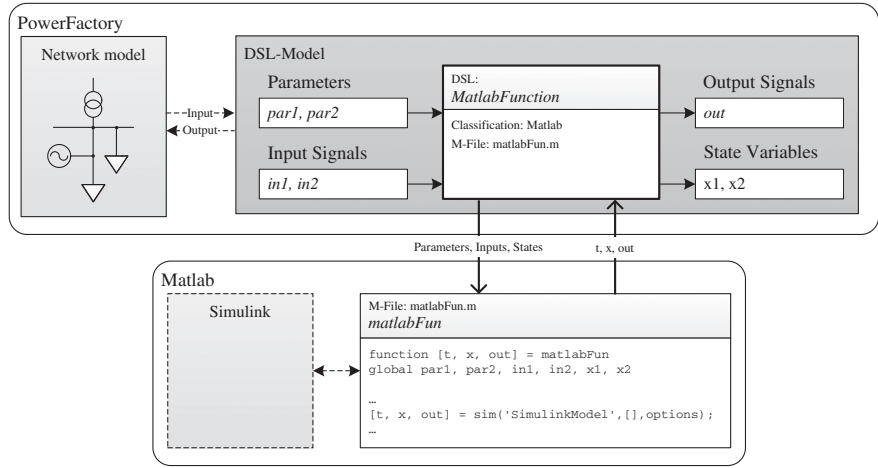 PowerFactory
Network model
Input
Output
DSL-Model
Parameters
par1, par2
Input Signals
in1, in2
DSL:
MatlabFunction
Classification: Matlab
M-File: matlabFun.m
Output Signals
out
State Variables
x1, x2
Parameters, Inputs, States
t, x, out
Matlab
Simulink
M-File: matlabFun.m
matlabFun
function [t, x, out] = matlabFun
global par1, par2, in1, in2, x1, x2
…
[t, x, out] = sim('SimulinkModel',[],options);
…